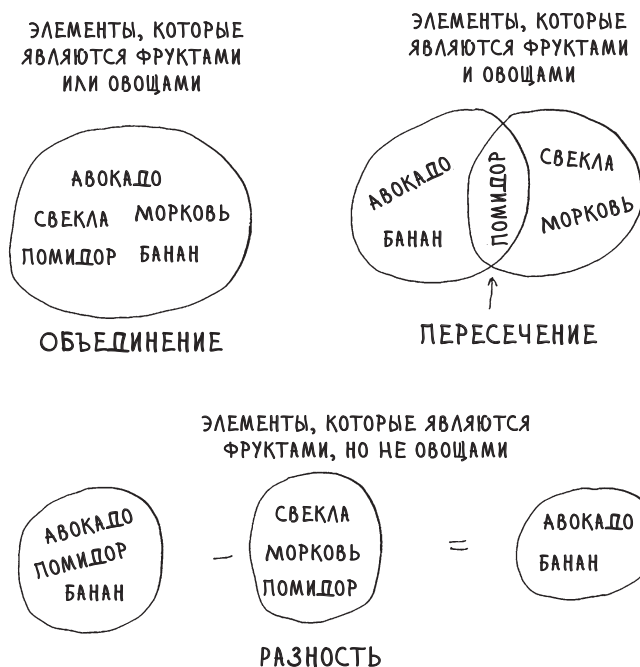 ЭЛЕМЕНТЫ, КОТОРЫЕ
ЯВЛЯЮТСЯ ФРУКТАМИ
ИЛИ ОВОЩАМИ
АВОКАДО
СВЕКЛА МОРКОВЬ
ПОМИДОР БАНАН
ОБЪЕДИНЕНИЕ
ЭЛЕМЕНТЫ, КОТОРЫЕ
ЯВЛЯЮТСЯ ФРУКТАМИ
И ОВОЩАМИ
АВОКАДО
БАНАН
ПОМИДОР
СВЕКЛА
МОРКОВЬ
ПЕРЕСЕЧЕНИЕ
ЭЛЕМЕНТЫ, КОТОРЫЕ ЯВЛЯЮТСЯ
ФРУКТАМИ, НО НЕ ОВОЩАМИ
АВОКАДО
ПОМИДОР
БАНАН
–
СВЕКЛА
МОРКОВЬ
ПОМИДОР
=
АВОКАДО
БАНАН
РАЗНОСТЬ